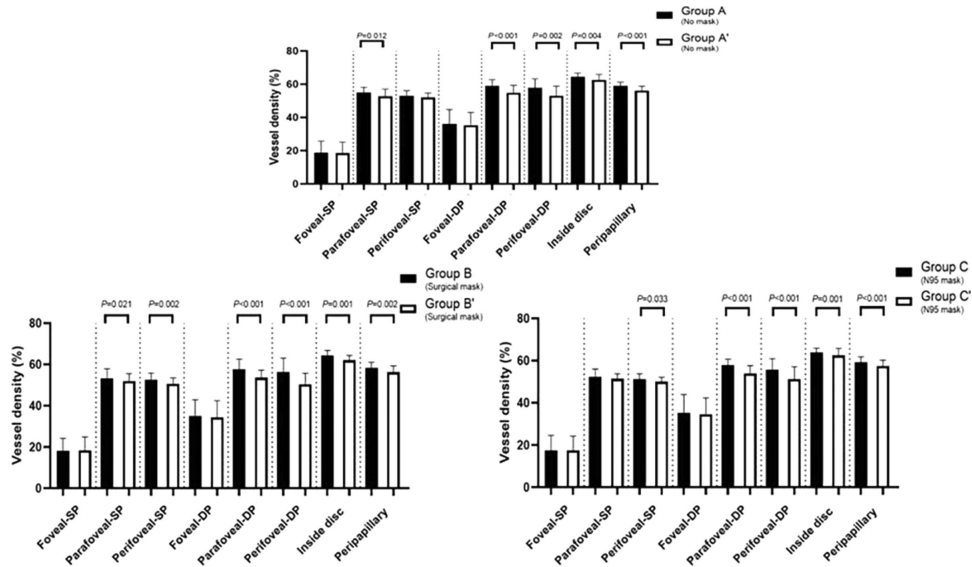 Group A
(No mask)
Group A'
(No mask)
P=0.012
P<0.001
P=0.002
P=0.004
P<0.001
Vessel density (%)
80
60
40
20
0
Foveal-SP
Parafoveal-SP
Perifoveal-SP
Foveal-DP
Parafoveal-DP
Perifoveal-DP
Inside disc
Peripapillary
Group B
(Surgical mask)
Group B'
(Surgical mask)
P=0.021
P=0.002
P<0.001
P<0.001
P=0.001
P=0.002
Vessel density (%)
80
60
40
20
0
Foveal-SP
Parafoveal-SP
Perifoveal-SP
Foveal-DP
Parafoveal-DP
Perifoveal-DP
Inside disc
Peripapillary
Group C
(N95 mask)
Group C'
(N95 mask)
P=0.033
P<0.001
P<0.001
P=0.001
P<0.001
Vessel density (%)
80
60
40
20
0
Foveal-SP
Parafoveal-SP
Perifoveal-SP
Foveal-DP
Parafoveal-DP
Perifoveal-DP
Inside disc
Peripapillary